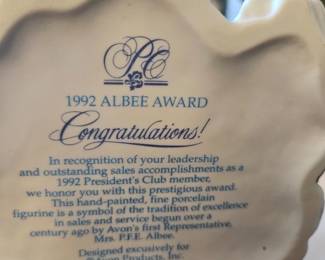 PC
1992 ALBEE AWARD
Congratulations!
In recognition of your leadership
and outstanding sales accomplishments as a
1992 President's Club member,
we honor you with this prestigious award.
This hand-painted, fine porcelain
figurine is a symbol of the tradition of excellence
in sales and service begun over a
century ago by Avon's first Representative,
Mrs. P.F.E. Albee.
Designed exclusively for
Products, Inc.